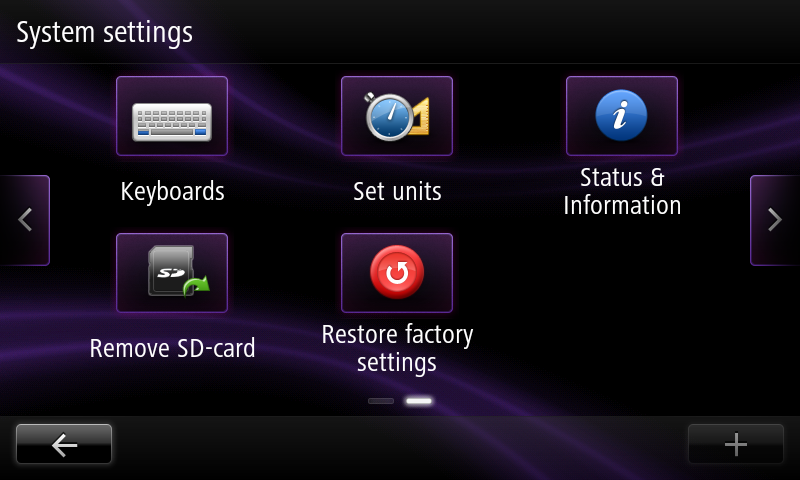 System settings
Keyboards
Set units
Status &
Information
SD
Remove SD-card
Restore factory
settings